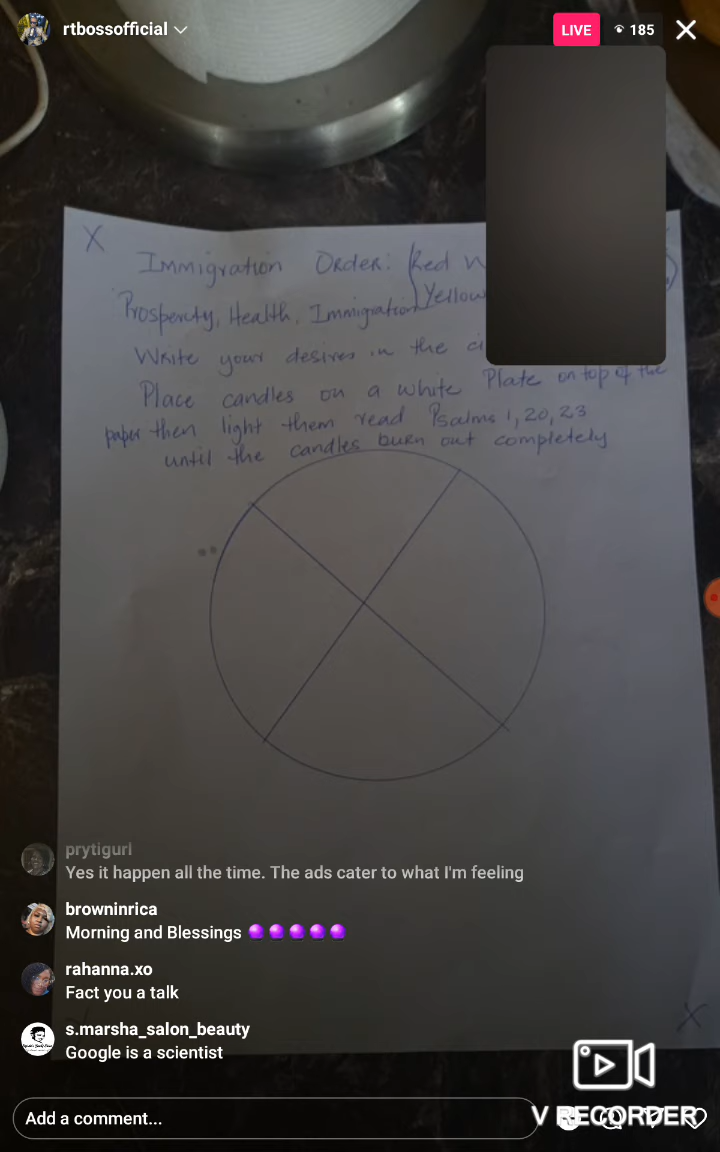 rtbossofficial
LIVE
185
X
Immigration Order: Red
Prosperity, Health, Immigration Yellow
Write your desires in the
Place candles on a white Plate on top of the
paper then light them read Psalms 1, 20, 23
until the candles burn out completely
prytigurl
Yes it happen all the time. The ads cater to what I'm feeling
browninrica
Morning and Blessings 🟣🟣🟣🟣🟣
rahanna.xo
Fact you a talk
s.marsha_salon_beauty
Google is a scientist
X
Add a comment...
V RECORDER